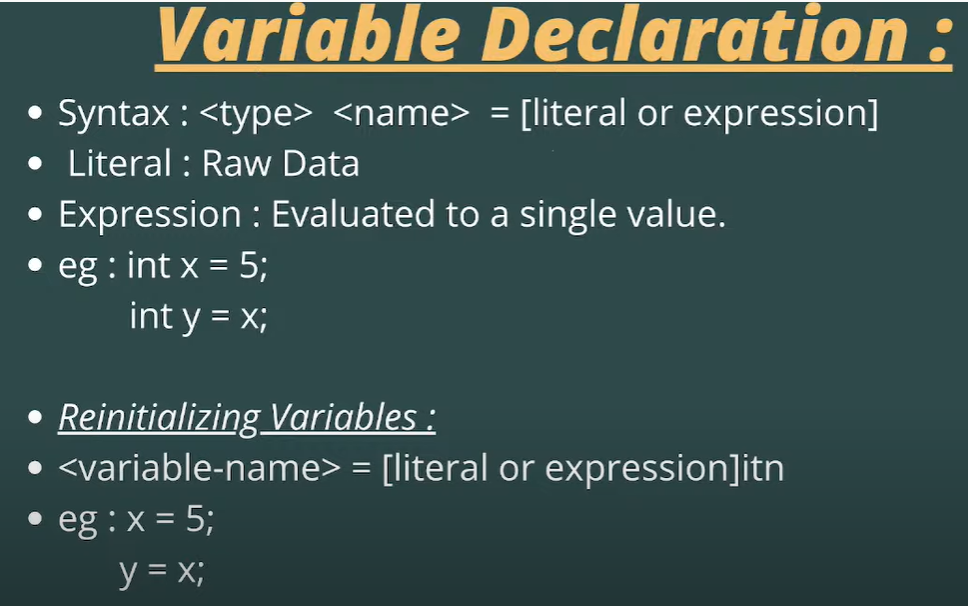 Variable Declaration :
• Syntax : <type> <name> = [literal or expression]
• Literal : Raw Data
• Expression : Evaluated to a single value.
• eg : int x = 5;
int y = x;
• Reinitializing Variables :
• <variable-name> = [literal or expression]itn
• eg : x = 5;
y = x;